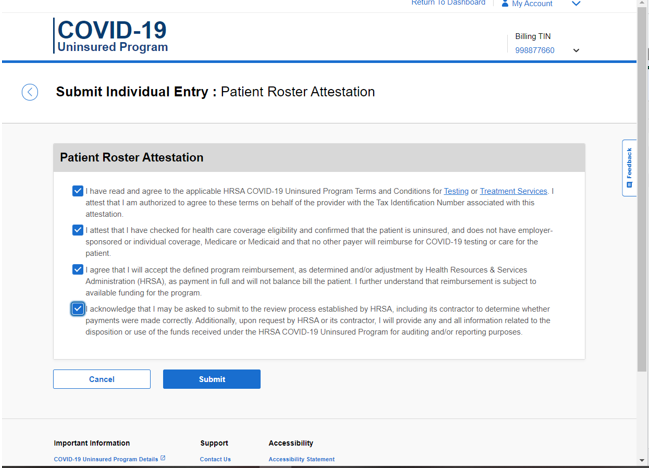 Return To Dashboard
My Account
COVID-19
Uninsured Program
Billing TIN
998877660
Submit Individual Entry : Patient Roster Attestation
Feedback
Patient Roster Attestation
I have read and agree to the applicable HRSA COVID-19 Uninsured Program Terms and Conditions for Testing or Treatment Services. I
attest that I am authorized to agree to these terms on behalf of the provider with the Tax Identification Number associated with this
attestation.
I attest that I have checked for health care coverage eligibility and confirmed that the patient is uninsured, and does not have employer-
sponsored or individual coverage, Medicare or Medicaid and that no other payer will reimburse for COVID-19 testing or care for the
patient.
I agree that I will accept the defined program reimbursement, as determined and/or adjustment by Health Resources & Services
Administration (HRSA), as payment in full and will not balance bill the patient. I further understand that reimbursement is subject to
available funding for the program.
I acknowledge that I may be asked to submit to the review process established by HRSA, including its contractor to determine whether
payments were made correctly. Additionally, upon request by HRSA or its contractor, I will provide any and all information related to the
disposition or use of the funds received under the HRSA COVID-19 Uninsured Program for auditing and/or reporting purposes.
Cancel
Submit
Important Information
Support
Accessibility
COVID-19 Uninsured Program Details
Contact Us
Accessibility Statement